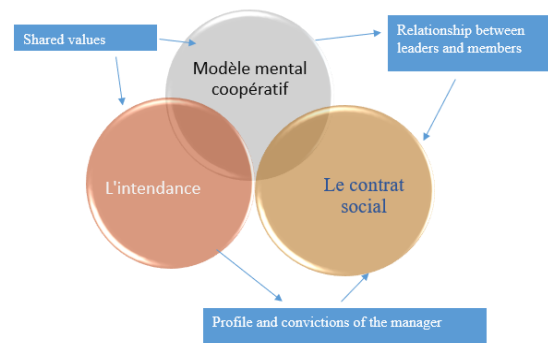 Shared values
Relationship between
leaders and members
Modèle mental
coopératif
L'intendance
Le contrat
social
Profile and convictions of the manager